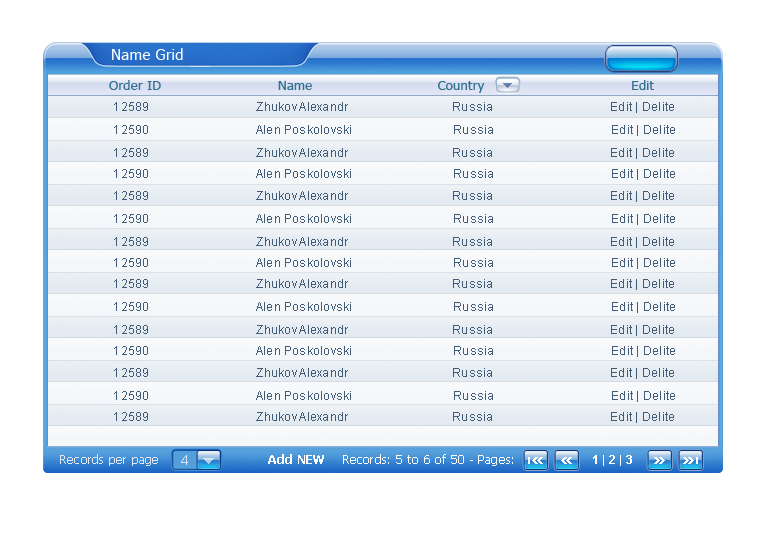 Name Grid
Order ID Name Country Edit
12589 ZhukovAlexandr Russia Edit | Delite
12590 Alen Poskolovski Russia Edit | Delite
12589 ZhukovAlexandr Russia Edit | Delite
12590 Alen Poskolovski Russia Edit | Delite
12589 ZhukovAlexandr Russia Edit | Delite
12590 Alen Poskolovski Russia Edit | Delite
12589 ZhukovAlexandr Russia Edit | Delite
12590 Alen Poskolovski Russia Edit | Delite
12589 ZhukovAlexandr Russia Edit | Delite
12590 Alen Poskolovski Russia Edit | Delite
12589 ZhukovAlexandr Russia Edit | Delite
12590 Alen Poskolovski Russia Edit | Delite
12589 ZhukovAlexandr Russia Edit | Delite
12590 Alen Poskolovski Russia Edit | Delite
12589 ZhukovAlexandr Russia Edit | Delite
Records per page 4 Add NEW Records: 5 to 6 of 50 - Pages: 1 | 2 | 3